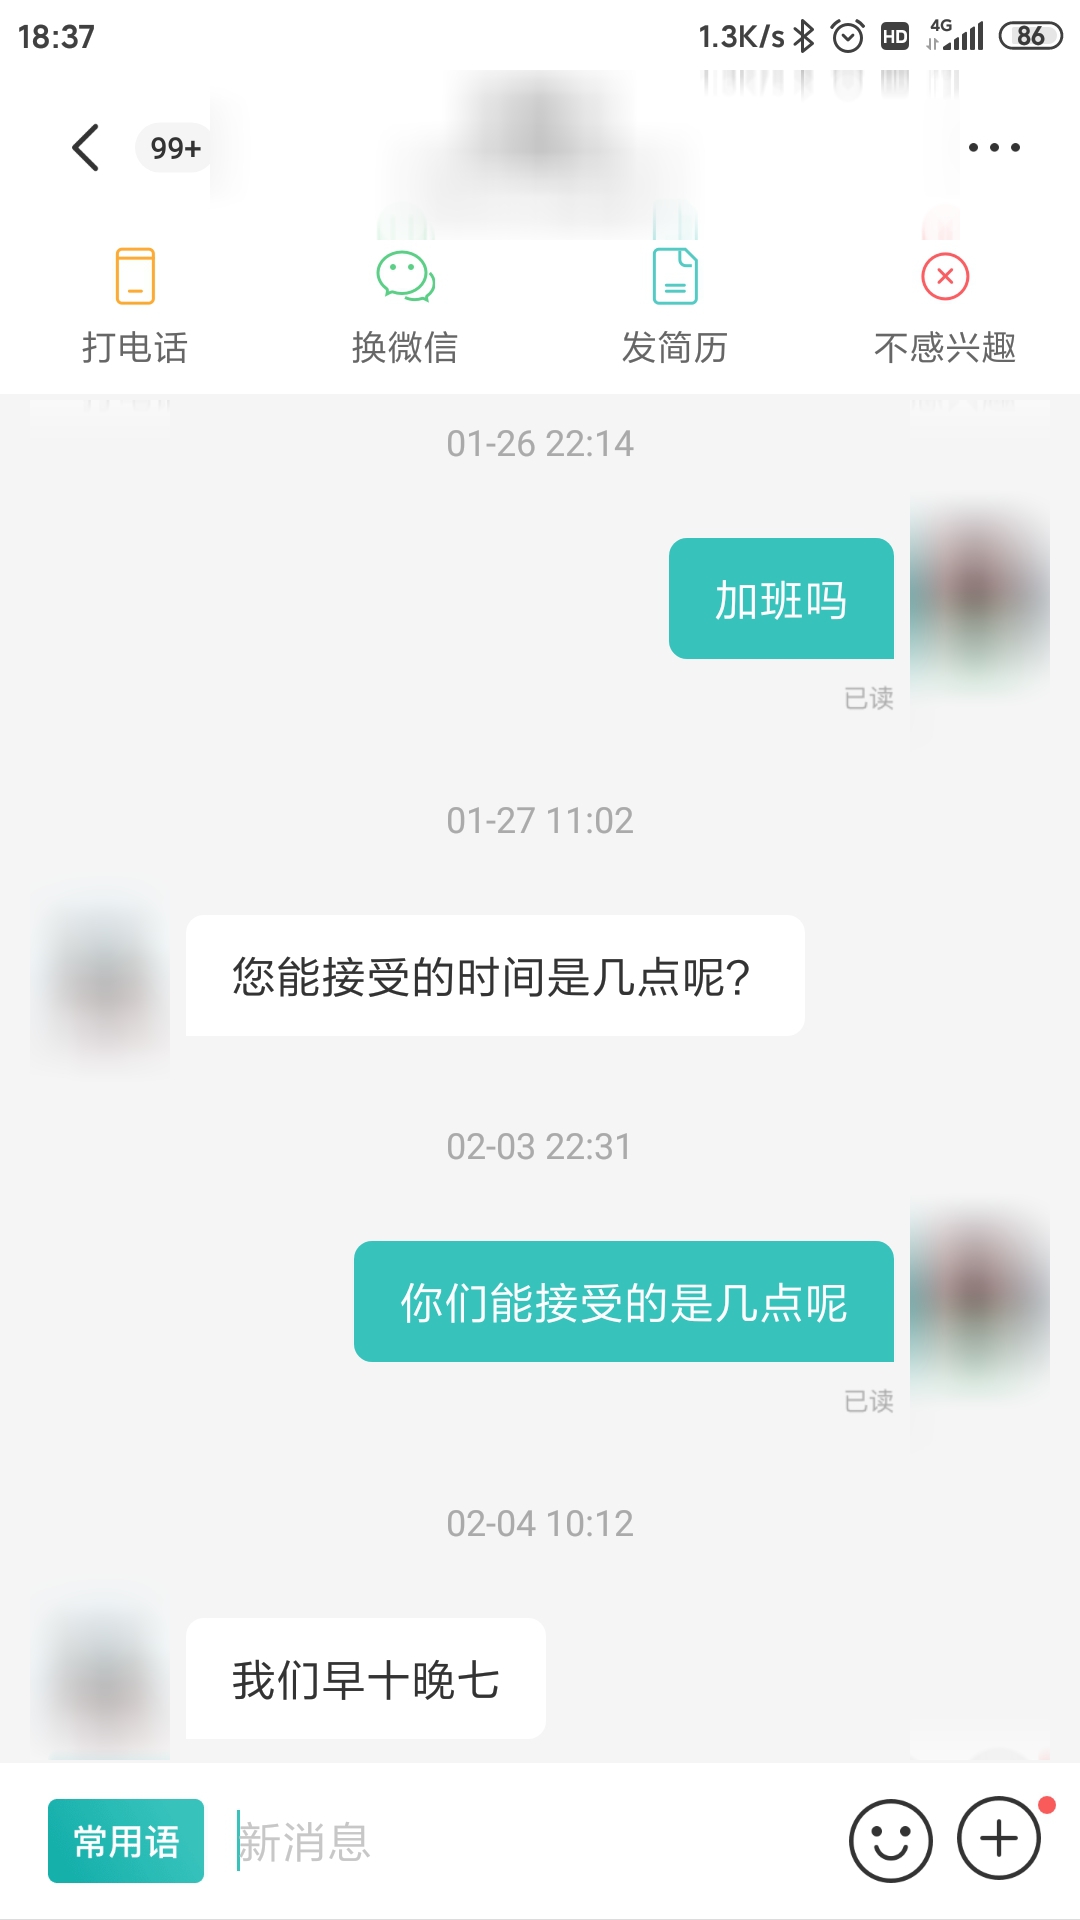 18:37 1.3K/s HD 4G 86
99+
打电话 换微信 发简历 不感兴趣
01-26 22:14
加班吗
已读
01-27 11:02
您能接受的时间是几点呢?
02-03 22:31
你们能接受的是几点呢
已读
02-04 10:12
我们早十晚七
常用语 新消息